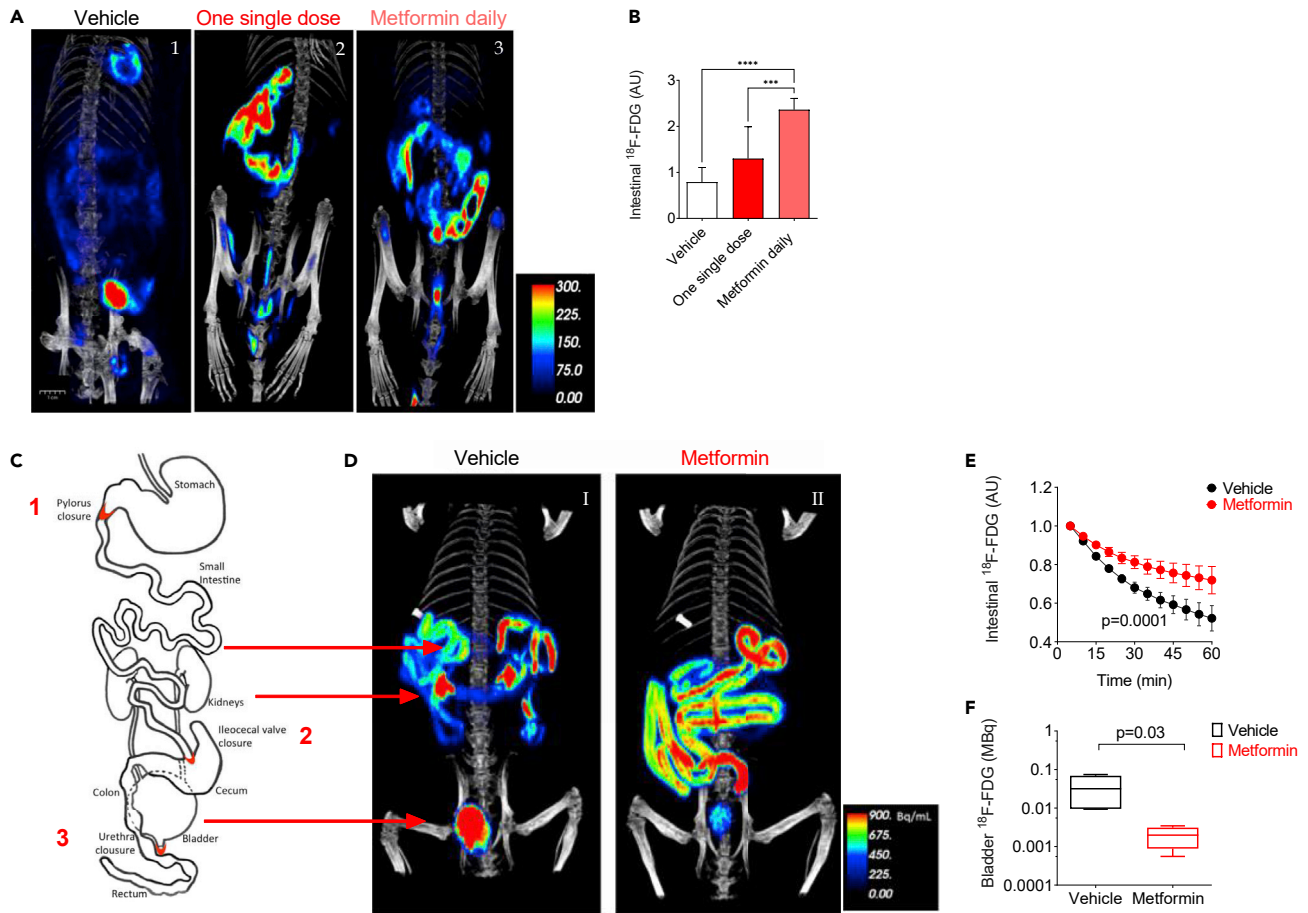 A
Vehicle
One single dose
Metformin daily
1
2
3
1 cm
300.
225.
150.
75.0
0.00
B
Intestinal ¹⁸F-FDG (AU)
3
2
1
0
****
***
Vehicle
One single dose
Metformin daily
C
Stomach
1
Pylorus
closure
Small
Intestine
Kidneys
Ileocecal valve
closure
2
Colon
Cecum
3
Urethra
clousure
Bladder
Rectum
D
Vehicle
Metformin
I
II
900. Bq/mL
675.
450.
225.
0.00
E
Vehicle
Metformin
Intestinal ¹⁸F-FDG (AU)
1.2
1.0
0.8
0.6
0.4
p=0.0001
0 15 30 45 60
Time (min)
F
Vehicle
Metformin
Bladder ¹⁸F-FDG (MBq)
1
0.1
0.01
0.001
0.0001
p=0.03
Vehicle Metformin